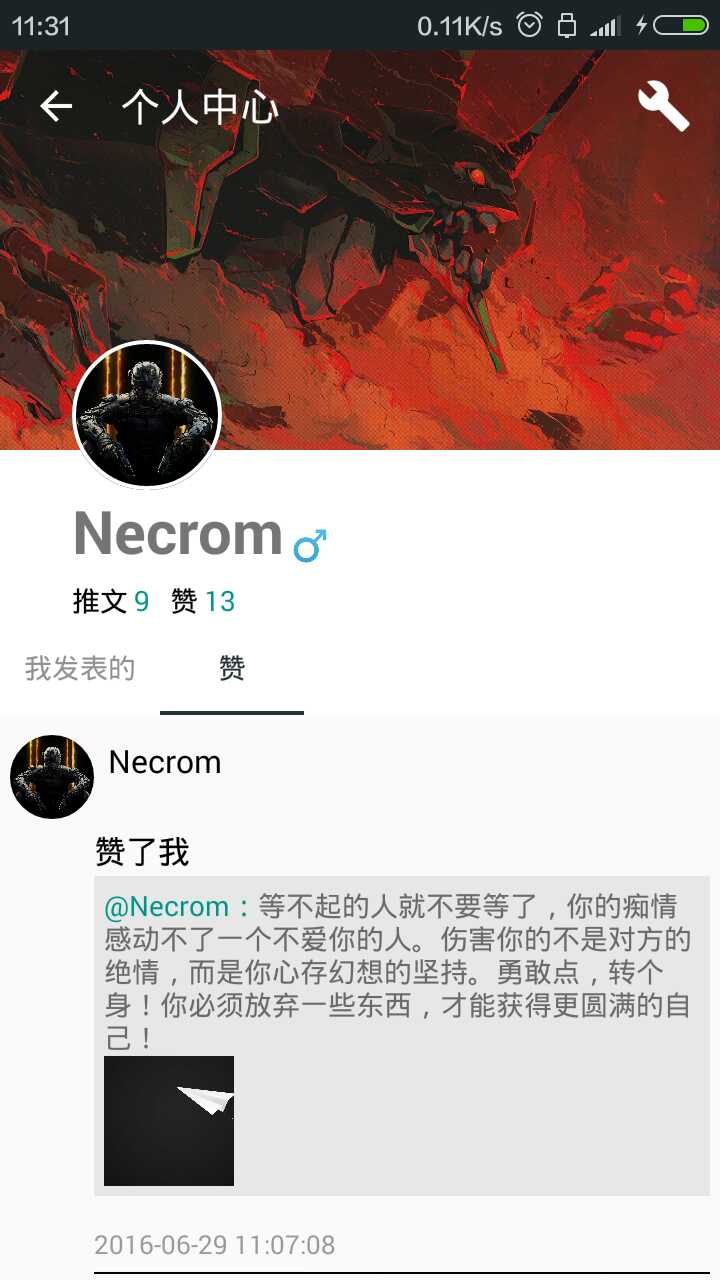 11:31 0.11K/s
个人中心
Necrom
推文 9 赞 13
我发表的 赞
Necrom
赞了我
@Necrom：等不起的人就不要等了，你的痴情
感动不了一个不爱你的人。伤害你的不是对方的
绝情，而是你心存幻想的坚持。勇敢点，转个
身！你必须放弃一些东西，才能获得更圆满的自
己！
2016-06-29 11:07:08